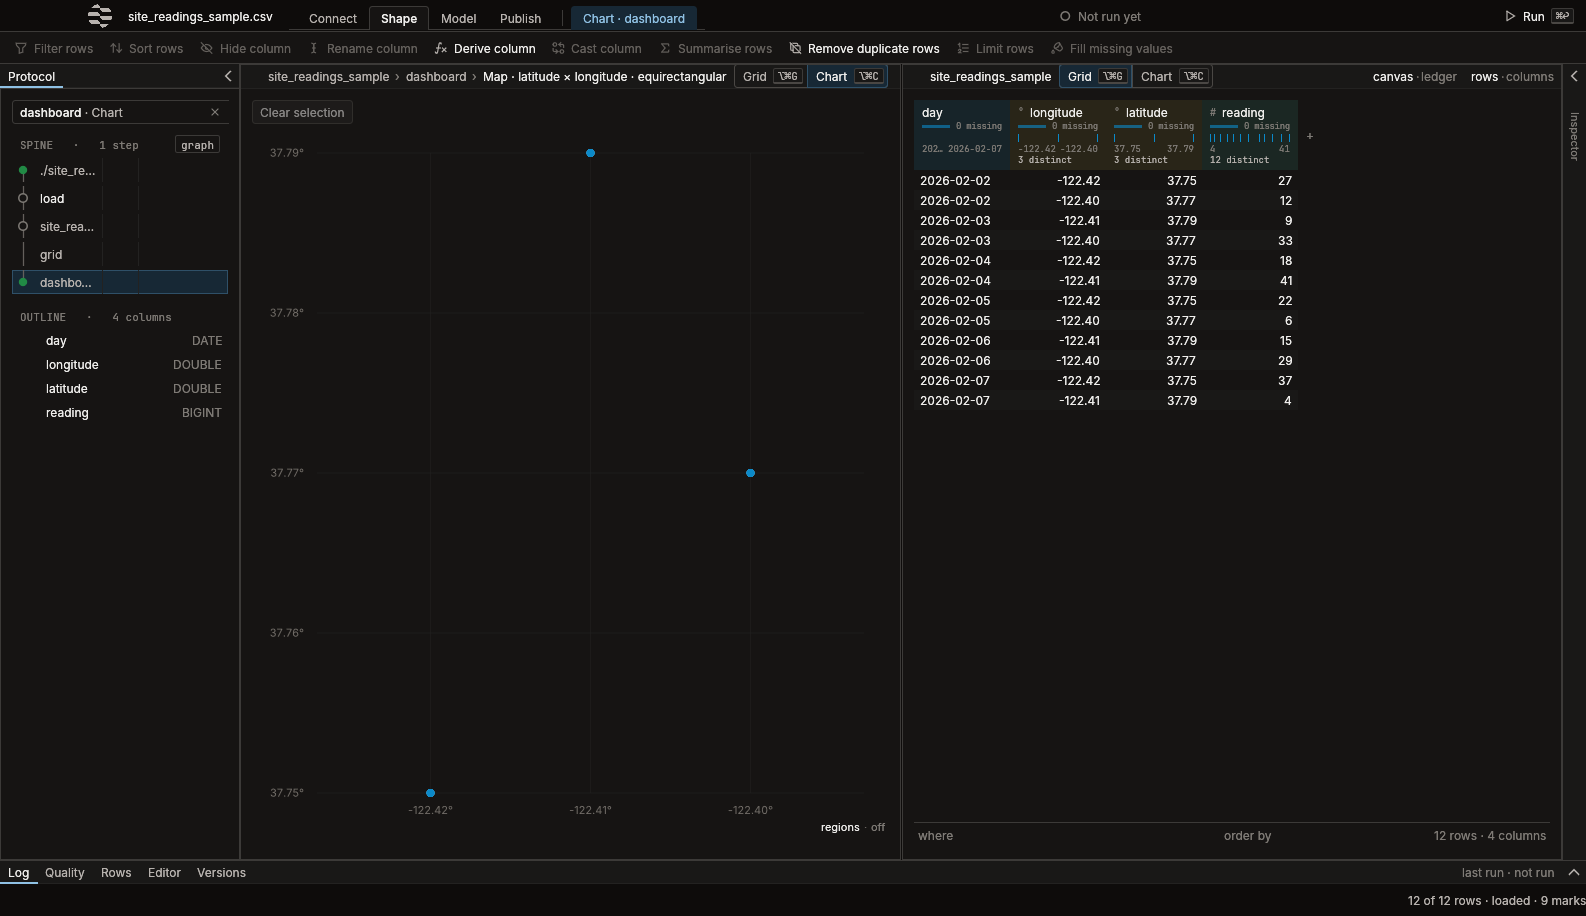 site_readings_sample.csv Connect Shape Model Publish Chart · dashboard Not run yet Run ⌘⏎
Filter rows Sort rows Hide column Rename column Derive column Cast column Summarise rows Remove duplicate rows Limit rows Fill missing values
Protocol
dashboard · Chart
SPINE · 1 step graph
./site_re...
load
site_rea...
grid
dashbo...
OUTLINE · 4 columns
day DATE
longitude DOUBLE
latitude DOUBLE
reading BIGINT
site_readings_sample › dashboard › Map · latitude × longitude · equirectangular Grid ⌥⌘G Chart ⌥⌘C
Clear selection
37.79°
37.78°
37.77°
37.76°
37.75°
-122.42° -122.41° -122.40°
regions · off
site_readings_sample Grid ⌥⌘G Chart ⌥⌘C canvas · ledger rows · columns
day ° longitude ° latitude # reading
0 missing 0 missing 0 missing 0 missing
202… 2026-02-07 -122.42 -122.40 37.75 37.79 4 41
3 distinct 3 distinct 12 distinct
+
2026-02-02 -122.42 37.75 27
2026-02-02 -122.40 37.77 12
2026-02-03 -122.41 37.79 9
2026-02-03 -122.40 37.77 33
2026-02-04 -122.42 37.75 18
2026-02-04 -122.41 37.79 41
2026-02-05 -122.42 37.75 22
2026-02-05 -122.40 37.77 6
2026-02-06 -122.41 37.79 15
2026-02-06 -122.40 37.77 29
2026-02-07 -122.42 37.75 37
2026-02-07 -122.41 37.79 4
where order by 12 rows · 4 columns
Inspector
Log Quality Rows Editor Versions last run · not run
12 of 12 rows · loaded · 9 marks